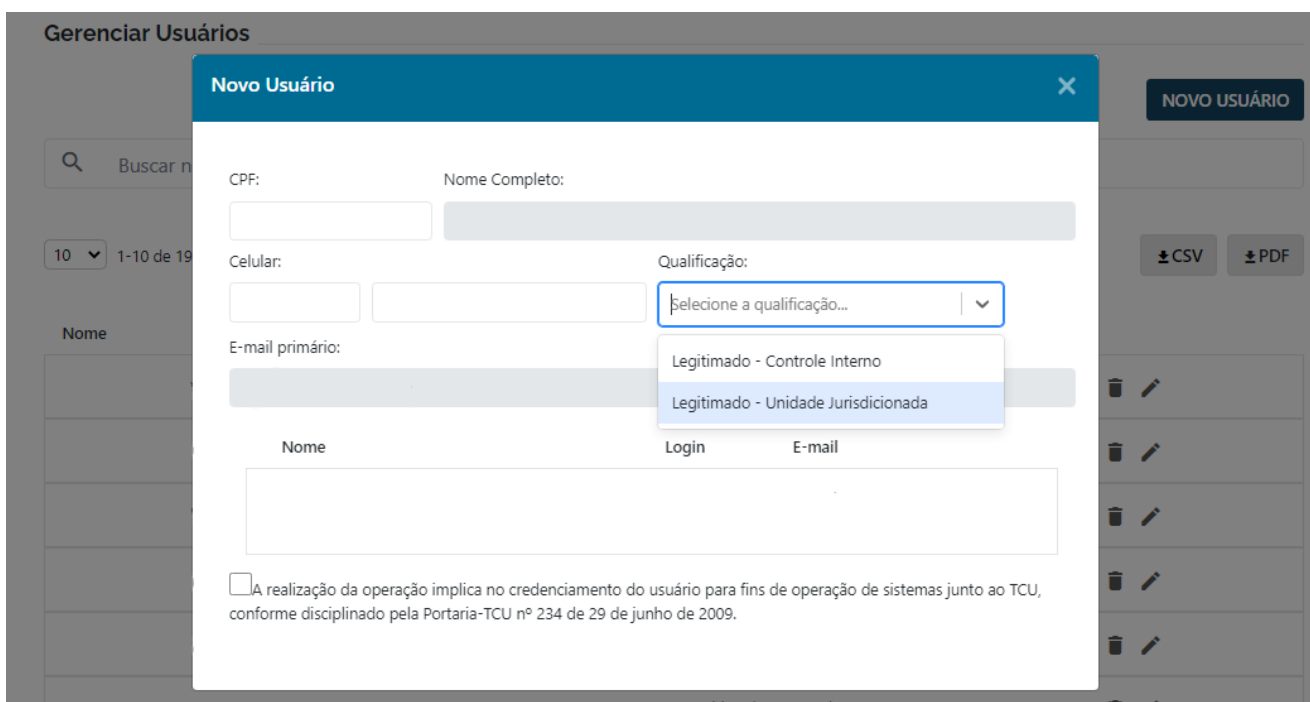 Gerenciar Usuários
Novo Usuário
NOVO USUÁRIO
Buscar n
CPF:
Nome Completo:
10
1-10 de 19
Celular:
Qualificação:
CSV
PDF
Selecione a qualificação...
Nome
E-mail primário:
Legitimado - Controle Interno
Legitimado - Unidade Jurisdicionada
Nome
Login
E-mail
A realização da operação implica no credenciamento do usuário para fins de operação de sistemas junto ao TCU,
conforme disciplinado pela Portaria-TCU nº 234 de 29 de junho de 2009.